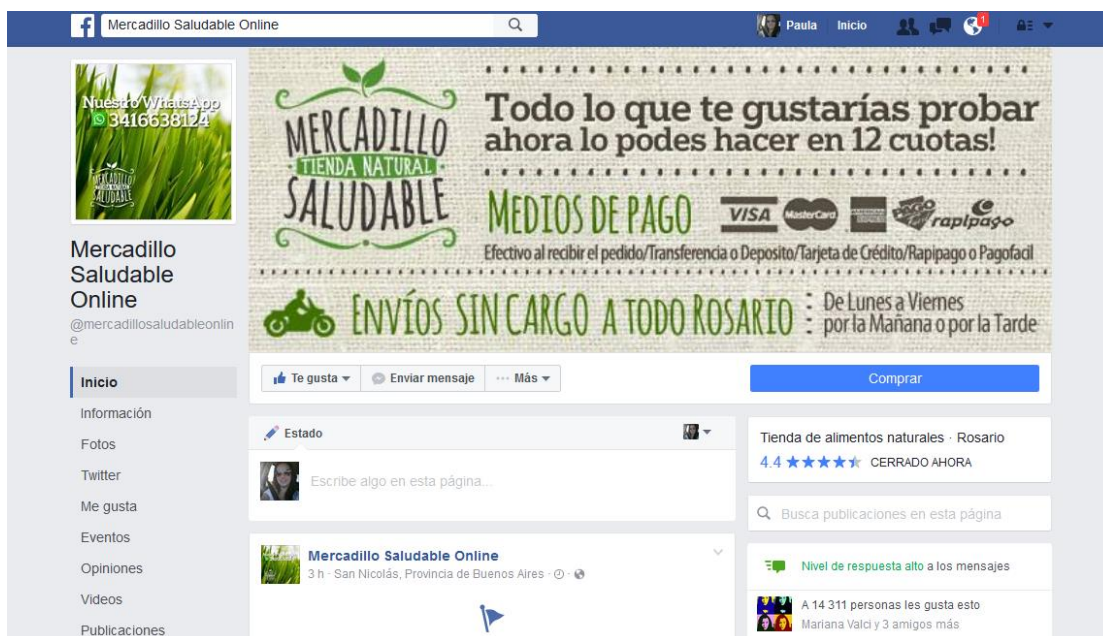 Mercadillo Saludable Online
Paula
Inicio
1
Nuestro WhatsApp
3416638124
MERCADILLO
SALUDABLE
MERCADILLO
TIENDA NATURAL
SALUDABLE
Todo lo que te gustarías probar
ahora lo podes hacer en 12 cuotas!
MEDIOS DE PAGO
VISA
MasterCard
rapipago
Efectivo al recibir el pedido/Transferencia o Deposito/Tarjeta de Crédito/Rapipago o Pagofacil
ENVÍOS SIN CARGO A TODO ROSARIO
De Lunes a Viernes
por la Mañana o por la Tarde
Mercadillo
Saludable
Online
@mercadillosaludableonlin
e
Inicio
Información
Fotos
Twitter
Me gusta
Eventos
Opiniones
Videos
Publicaciones
Te gusta
Enviar mensaje
··· Más
Comprar
Estado
Escribe algo en esta página...
Mercadillo Saludable Online
3 h · San Nicolás, Provincia de Buenos Aires ·
Tienda de alimentos naturales · Rosario
4.4 ★★★★★ CERRADO AHORA
Busca publicaciones en esta página
Nivel de respuesta alto a los mensajes
A 14 311 personas les gusta esto
Mariana Valci y 3 amigos más